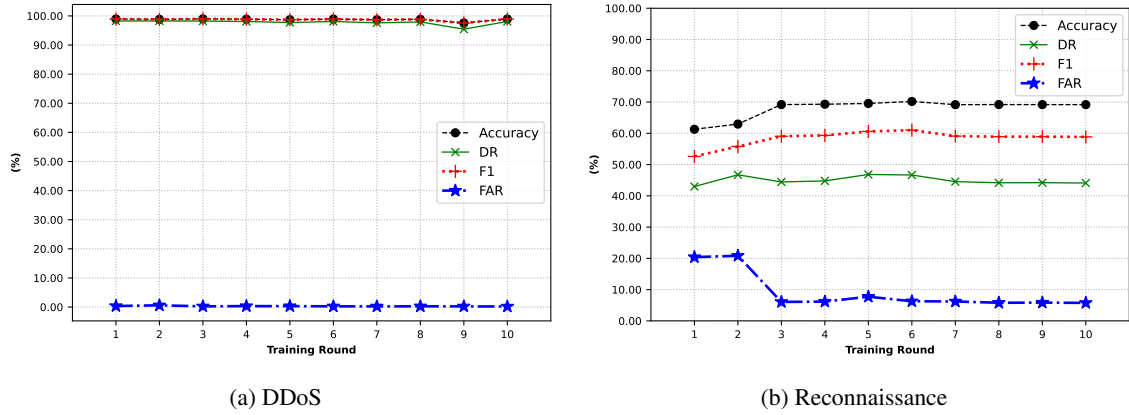 100.00
90.00
80.00
70.00
60.00
50.00
40.00
30.00
20.00
10.00
0.00
(%)
Accuracy
DR
F1
FAR
1 2 3 4 5 6 7 8 9 10
Training Round
(a) DDoS
100.00
90.00
80.00
70.00
60.00
50.00
40.00
30.00
20.00
10.00
0.00
(%)
Accuracy
DR
F1
FAR
1 2 3 4 5 6 7 8 9 10
Training Round
(b) Reconnaissance